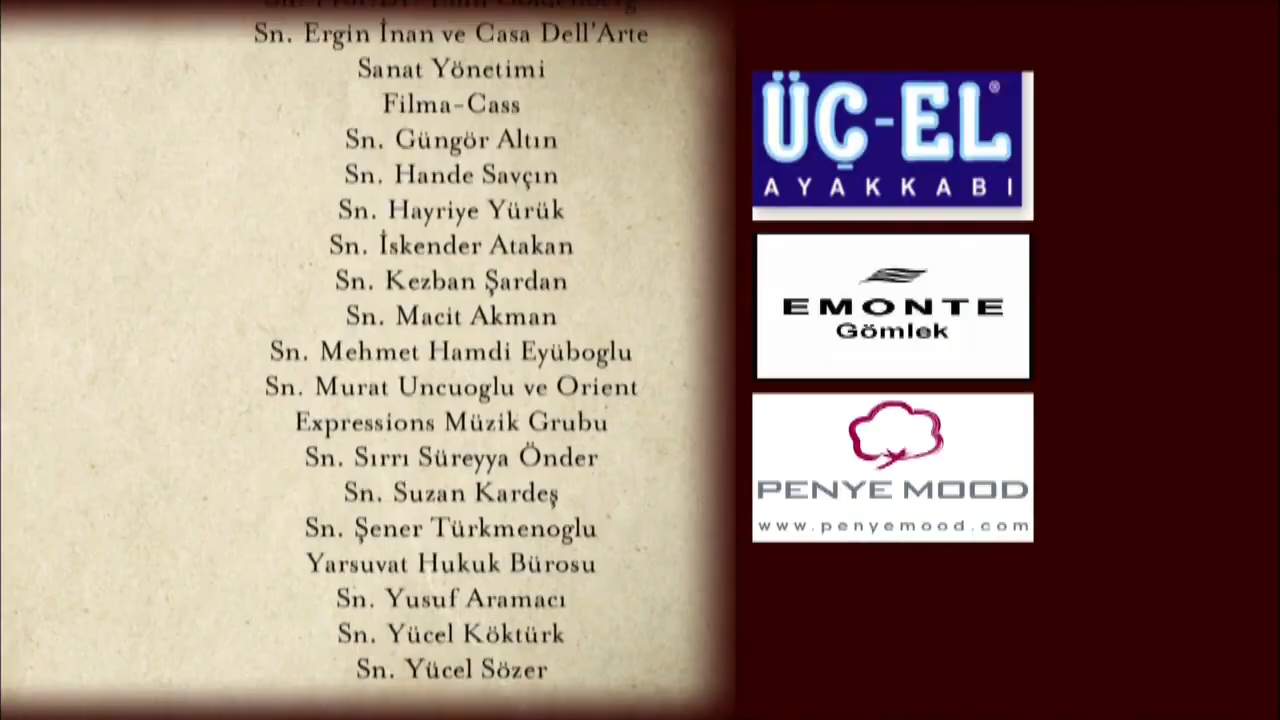 Sn. Ergin İnan ve Casa Dell'Arte
Sanat Yönetimi
Filma-Cass
Sn. Güngör Altın
Sn. Hande Savçın
Sn. Hayriye Yürük
Sn. İskender Atakan
Sn. Kezban Şardan
Sn. Macit Akman
Sn. Mehmet Hamdi Eyüboglu
Sn. Murat Uncuoglu ve Orient
Expressions Müzik Grubu
Sn. Sırrı Süreyya Önder
Sn. Suzan Kardeş
Sn. Şener Türkmenoglu
Yarsuvat Hukuk Bürosu
Sn. Yusuf Aramacı
Sn. Yücel Köktürk
Sn. Yücel Sözer
ÜÇ-EL®
AYAKKABI
EMONTE
Gömlek
PENYE MOOD
www.penyemood.com